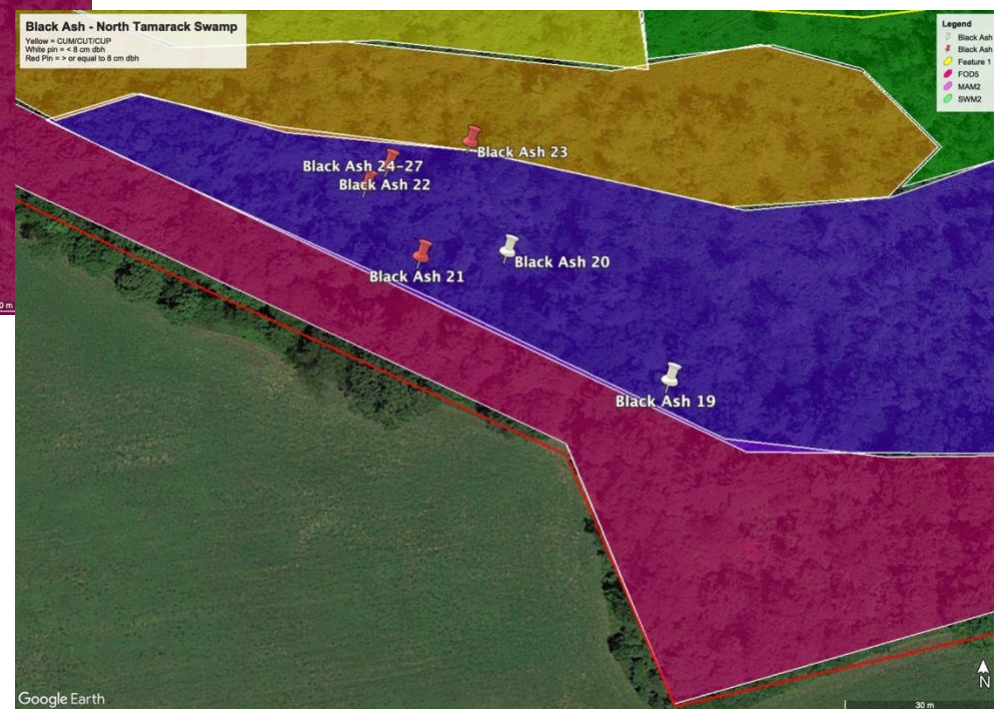 Black Ash - North Tamarack Swamp
Yellow = CUM/CUT/CUP
White pin = < 8 cm dbh
Red Pin = > or equal to 8 cm dbh
Legend
Black Ash
Black Ash
Feature 1
FOD5
MAM2
SWM2
Black Ash 23
Black Ash 24-27
Black Ash 22
Black Ash 20
Black Ash 21
0 m
Black Ash 19
N
Google Earth
30 m